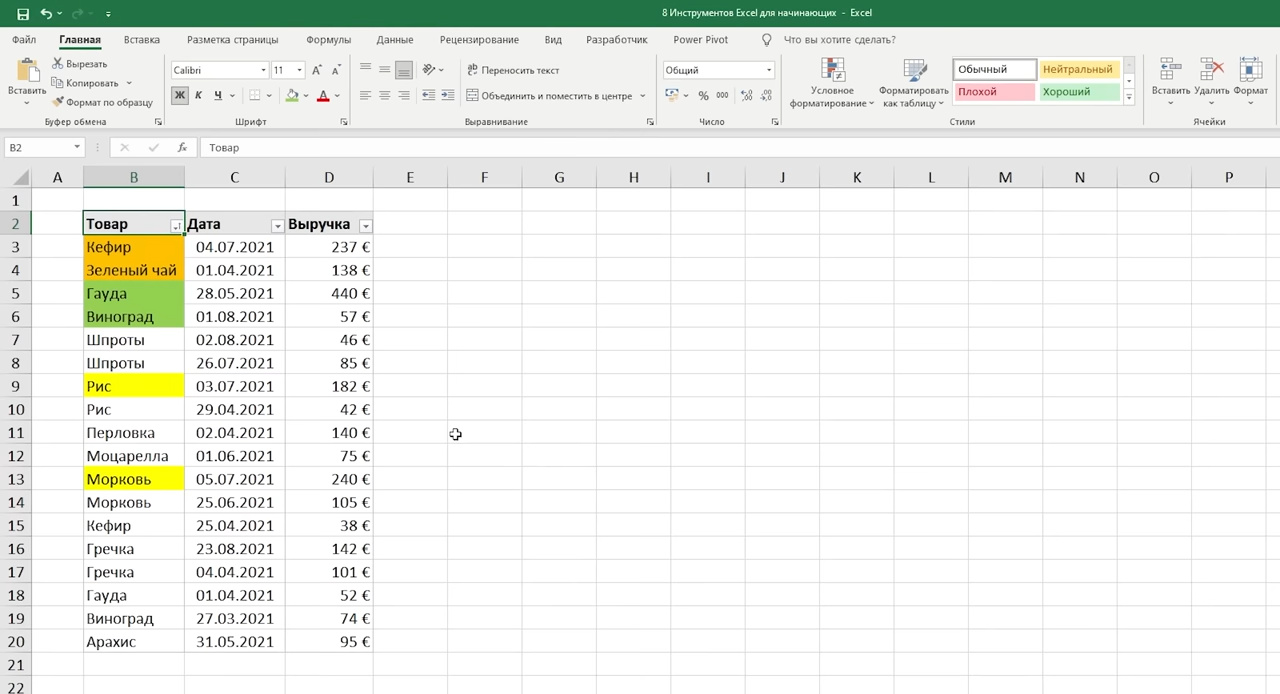 8 Инструментов Excel для начинающих - Excel
Файл Главная Вставка Разметка страницы Формулы Данные Рецензирование Вид Разработчик Power Pivot Что вы хотите сделать?
Вставить
Вырезать
Копировать
Формат по образцу
Буфер обмена
Calibri 11
Ж К Ч
Шрифт
Переносить текст
Объединить и поместить в центре
Выравнивание
Общий
% 000
Число
Условное форматирование
Форматировать как таблицу
Обычный Нейтральный
Плохой Хороший
Стили
Вставить Удалить Формат
Ячейки
B2 fx Товар
A B C D E F G H I J K L M N O P
1
2 Товар Дата Выручка
3 Кефир 04.07.2021 237 €
4 Зеленый чай 01.04.2021 138 €
5 Гауда 28.05.2021 440 €
6 Виноград 01.08.2021 57 €
7 Шпроты 02.08.2021 46 €
8 Шпроты 26.07.2021 85 €
9 Рис 03.07.2021 182 €
10 Рис 29.04.2021 42 €
11 Перловка 02.04.2021 140 €
12 Моцарелла 01.06.2021 75 €
13 Морковь 05.07.2021 240 €
14 Морковь 25.06.2021 105 €
15 Кефир 25.04.2021 38 €
16 Гречка 23.08.2021 142 €
17 Гречка 04.04.2021 101 €
18 Гауда 01.04.2021 52 €
19 Виноград 27.03.2021 74 €
20 Арахис 31.05.2021 95 €
21
22